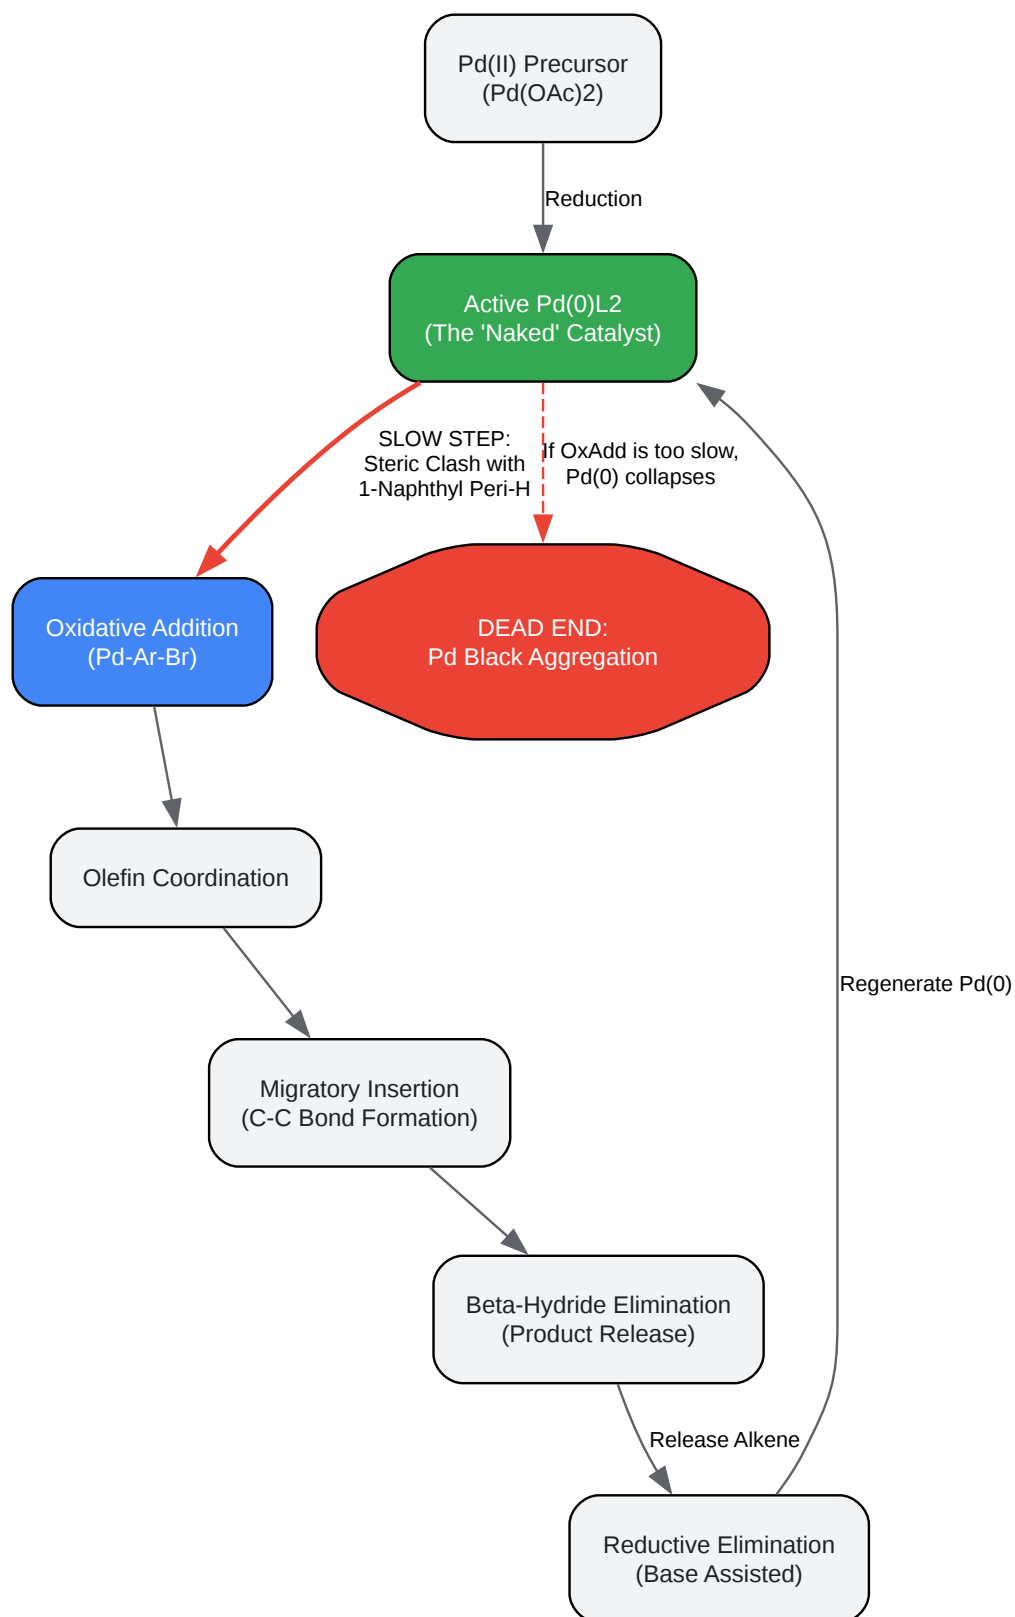 Pd(II) Precursor
(Pd(OAc)2)
Reduction
Active Pd(0)L2
(The 'Naked' Catalyst)
SLOW STEP:
Steric Clash with
1-Naphthyl Peri-H
If OxAdd is too slow,
Pd(0) collapses
Oxidative Addition
(Pd-Ar-Br)
DEAD END:
Pd Black Aggregation
Olefin Coordination
Regenerate Pd(0)
Migratory Insertion
(C-C Bond Formation)
Beta-Hydride Elimination
(Product Release)
Release Alkene
Reductive Elimination
(Base Assisted)